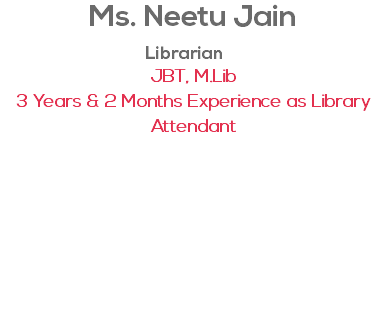 Ms. Neetu Jain
Librarian
JBT, M.Lib
3 Years & 2 Months Experience as Library
Attendant